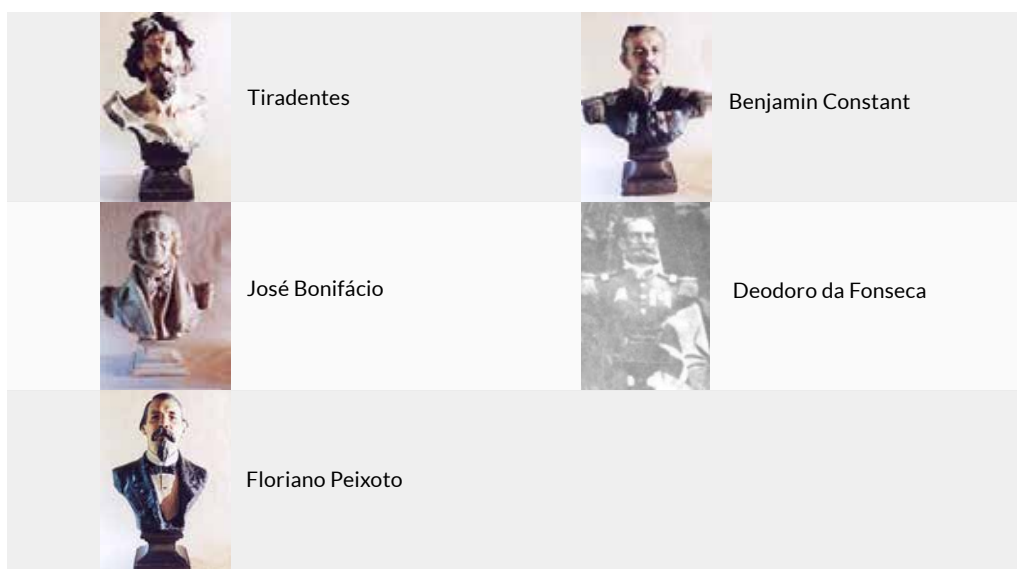 Tiradentes
Benjamin Constant
José Bonifácio
Deodoro da Fonseca
Floriano Peixoto